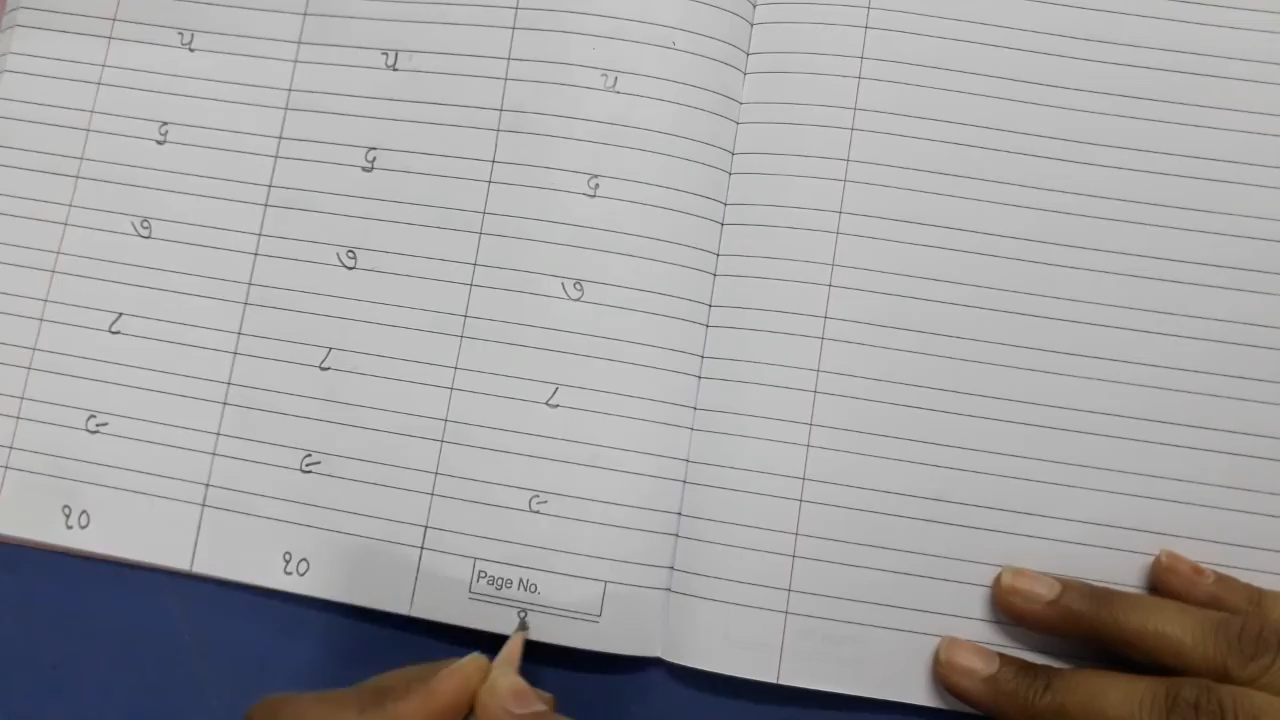 ૫ ૫ ૫
૬ ૬ ૬
૭ ૭ ૭
૮ ૮ ૮
૯ ૯ ૯
૧૦ ૧૦
Page No.